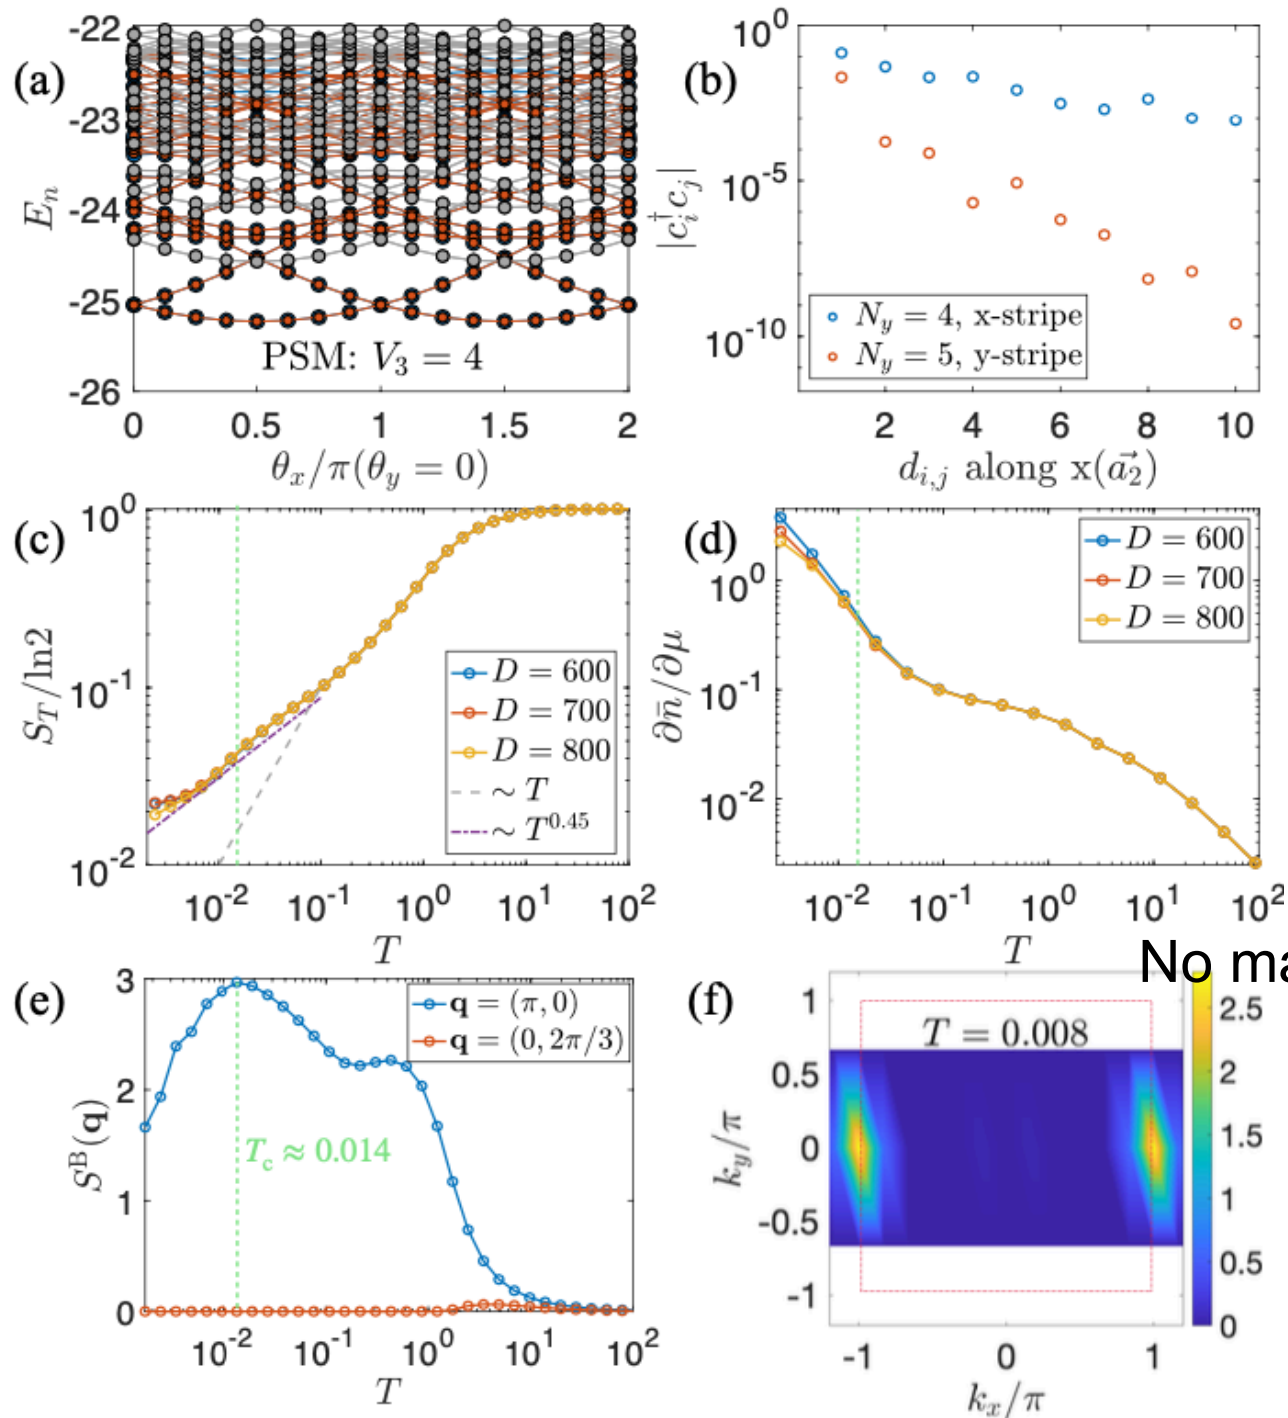 (a)
-22
-23
-24
-25
-26
E_n
PSM: V_3 = 4
0 0.5 1 1.5 2
θ_x/π(θ_y = 0)
(b)
10^0
10^-5
10^-10
|c_i^† c_j|
N_y = 4, x-stripe
N_y = 5, y-stripe
2 4 6 8 10
d_{i,j} along x(a⃗_2)
(c)
10^0
10^-1
10^-2
S_T/ln2
D = 600
D = 700
D = 800
~ T
~ T^0.45
10^-2 10^-1 10^0 10^1 10^2
T
(d)
10^0
10^-1
10^-2
∂n̄/∂μ
D = 600
D = 700
D = 800
10^-2 10^0 10^1 10^2
T
No ma
(e)
3
2
1
0
S^B(q)
q = (π, 0)
q = (0, 2π/3)
T_c ≈ 0.014
10^-2 10^-1 10^0 10^1 10^2
T
(f)
1
0.5
0
-0.5
-1
k_y/π
T = 0.008
2.5
2
1.5
1
0.5
0
-1 0 1
k_x/π